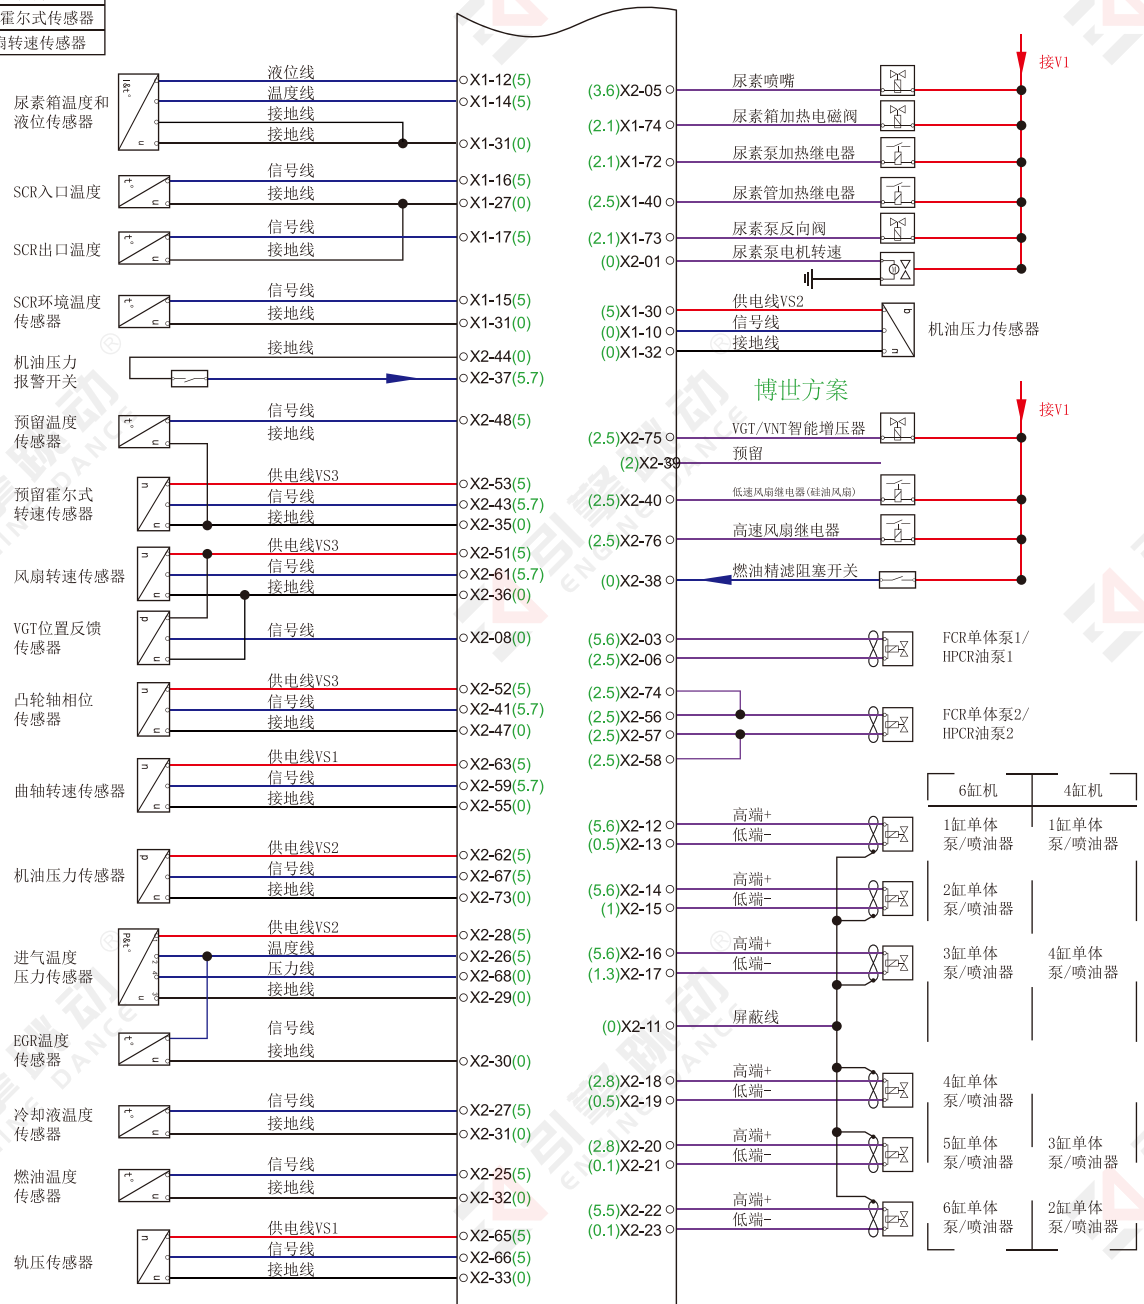 霍尔式传感器
转速传感器
尿素箱温度和
液位传感器
I&t°
u
液位线
X1-12(5)
温度线
X1-14(5)
接地线
接地线
X1-31(0)
SCR入口温度
t°
u
信号线
X1-16(5)
接地线
X1-27(0)
SCR出口温度
t°
u
信号线
X1-17(5)
接地线
SCR环境温度
传感器
t°
u
信号线
X1-15(5)
接地线
X1-31(0)
机油压力
报警开关
接地线
X2-44(0)
X2-37(5.7)
预留温度
传感器
t°
u
信号线
X2-48(5)
接地线
预留霍尔式
转速传感器
n
u
供电线VS3
X2-53(5)
信号线
X2-43(5.7)
接地线
X2-35(0)
风扇转速传感器
n
u
供电线VS3
X2-51(5)
信号线
X2-61(5.7)
接地线
X2-36(0)
VGT位置反馈
传感器
p
u
信号线
X2-08(0)
凸轮轴相位
传感器
n
u
供电线VS3
X2-52(5)
信号线
X2-41(5.7)
接地线
X2-47(0)
曲轴转速传感器
n
u
供电线VS1
X2-63(5)
信号线
X2-59(5.7)
接地线
X2-55(0)
机油压力传感器
p
u
供电线VS2
X2-62(5)
信号线
X2-67(5)
接地线
X2-73(0)
进气温度
压力传感器
P&t°
u
1
2
4
3
供电线VS2
X2-28(5)
温度线
X2-26(5)
压力线
X2-68(0)
接地线
X2-29(0)
EGR温度
传感器
t°
u
信号线
接地线
X2-30(0)
冷却液温度
传感器
t°
u
信号线
X2-27(5)
接地线
X2-31(0)
燃油温度
传感器
t°
u
信号线
X2-25(5)
接地线
X2-32(0)
轨压传感器
n
u
供电线VS1
X2-65(5)
信号线
X2-66(5)
接地线
X2-33(0)
接V1
(3.6)X2-05
尿素喷嘴
(2.1)X1-74
尿素箱加热电磁阀
(2.1)X1-72
尿素泵加热继电器
(2.5)X1-40
尿素管加热继电器
(2.1)X1-73
尿素泵反向阀
(0)X2-01
尿素泵电机转速
M
(5)X1-30
供电线VS2
(0)X1-10
信号线
(0)X1-32
接地线
p
u
机油压力传感器
博世方案
接V1
(2.5)X2-75
VGT/VNT智能增压器
(2)X2-39
预留
(2.5)X2-40
低速风扇继电器(硅油风扇)
(2.5)X2-76
高速风扇继电器
(0)X2-38
燃油精滤阻塞开关
(5.6)X2-03
(2.5)X2-06
FCR单体泵1/
HPCR油泵1
(2.5)X2-74
(2.5)X2-56
(2.5)X2-57
(2.5)X2-58
FCR单体泵2/
HPCR油泵2
6缸机
4缸机
(5.6)X2-12
高端+
(0.5)X2-13
低端-
1缸单体
泵/喷油器
1缸单体
泵/喷油器
(5.6)X2-14
高端+
(1)X2-15
低端-
2缸单体
泵/喷油器
(5.6)X2-16
高端+
(1.3)X2-17
低端-
3缸单体
泵/喷油器
4缸单体
泵/喷油器
(0)X2-11
屏蔽线
(2.8)X2-18
高端+
(0.5)X2-19
低端-
4缸单体
泵/喷油器
(2.8)X2-20
高端+
(0.1)X2-21
低端-
5缸单体
泵/喷油器
3缸单体
泵/喷油器
(5.5)X2-22
高端+
(0.1)X2-23
低端-
6缸单体
泵/喷油器
2缸单体
泵/喷油器
引擎跳动
ENGINE DANCE
®